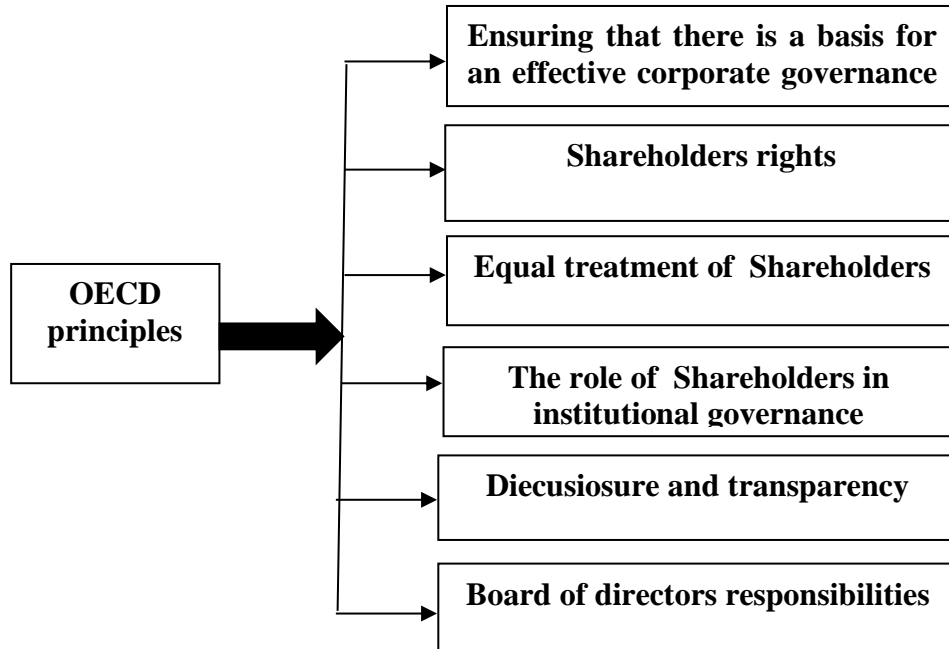 Ensuring that there is a basis for
an effective corporate governance
Shareholders rights
Equal treatment of Shareholders
OECD
principles
The role of Shareholders in
institutional governance
Diecusiosure and transparency
Board of directors responsibilities